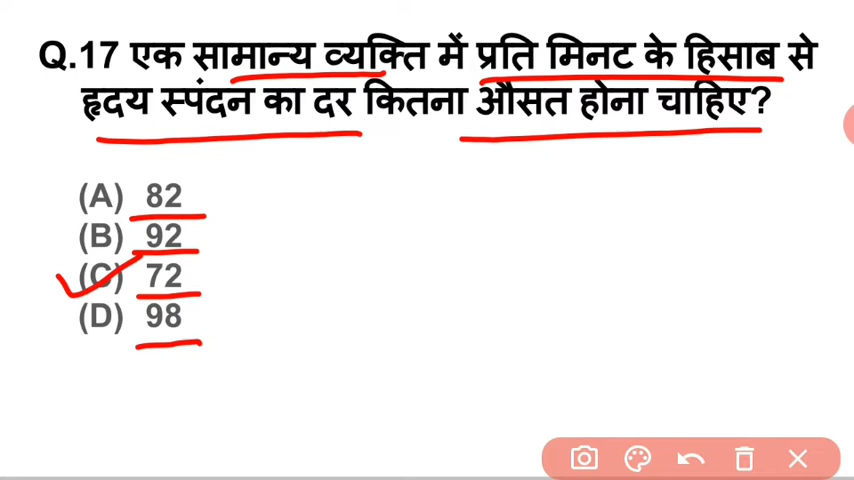 Q.17 एक सामान्य व्यक्ति में प्रति मिनट के हिसाब से
हृदय स्पंदन का दर कितना औसत होना चाहिए?
(A) 82
(B) 92
(C) 72
(D) 98